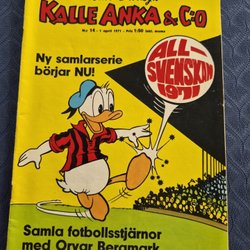 KALLE ANKA & C:O
Nr 14 - 1 april 1971 - Pris 1:60 inkl. moms
Ny samlarserie
börjar NU!
ALL-
SVENSKAN
1971
Samla fotbollsstjärnor
med Orvar Bergmark